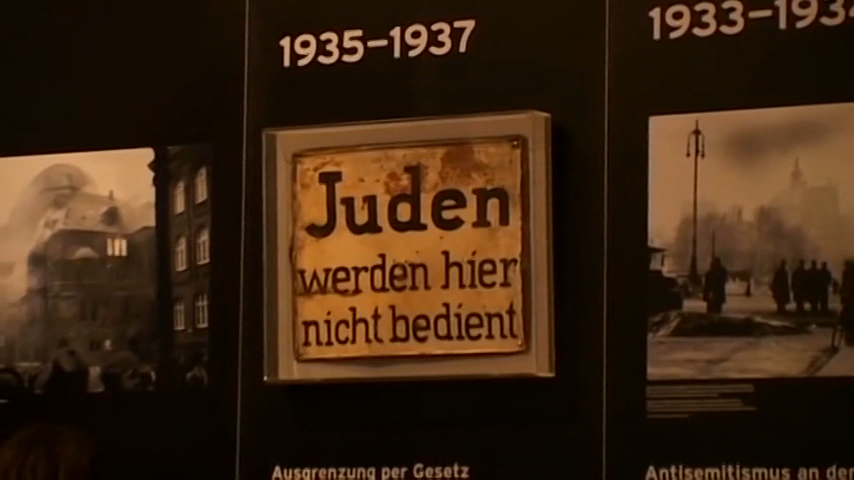 1935–1937
Juden
werden hier
nicht bedient
Ausgrenzung per Gesetz
1933–193
Antisemitismus an der